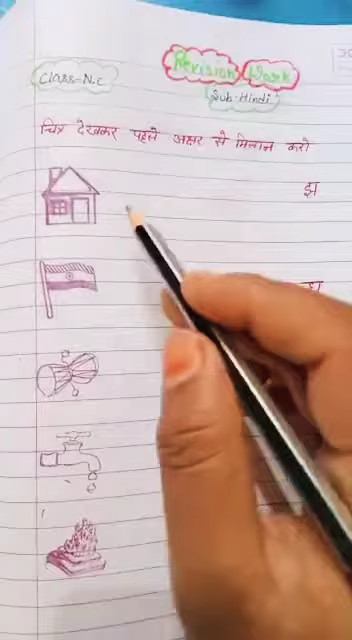 Class-N.C
Revision Work
Sub-Hindi
चित्र देखकर पहले अक्षर से मिलान करो
झ